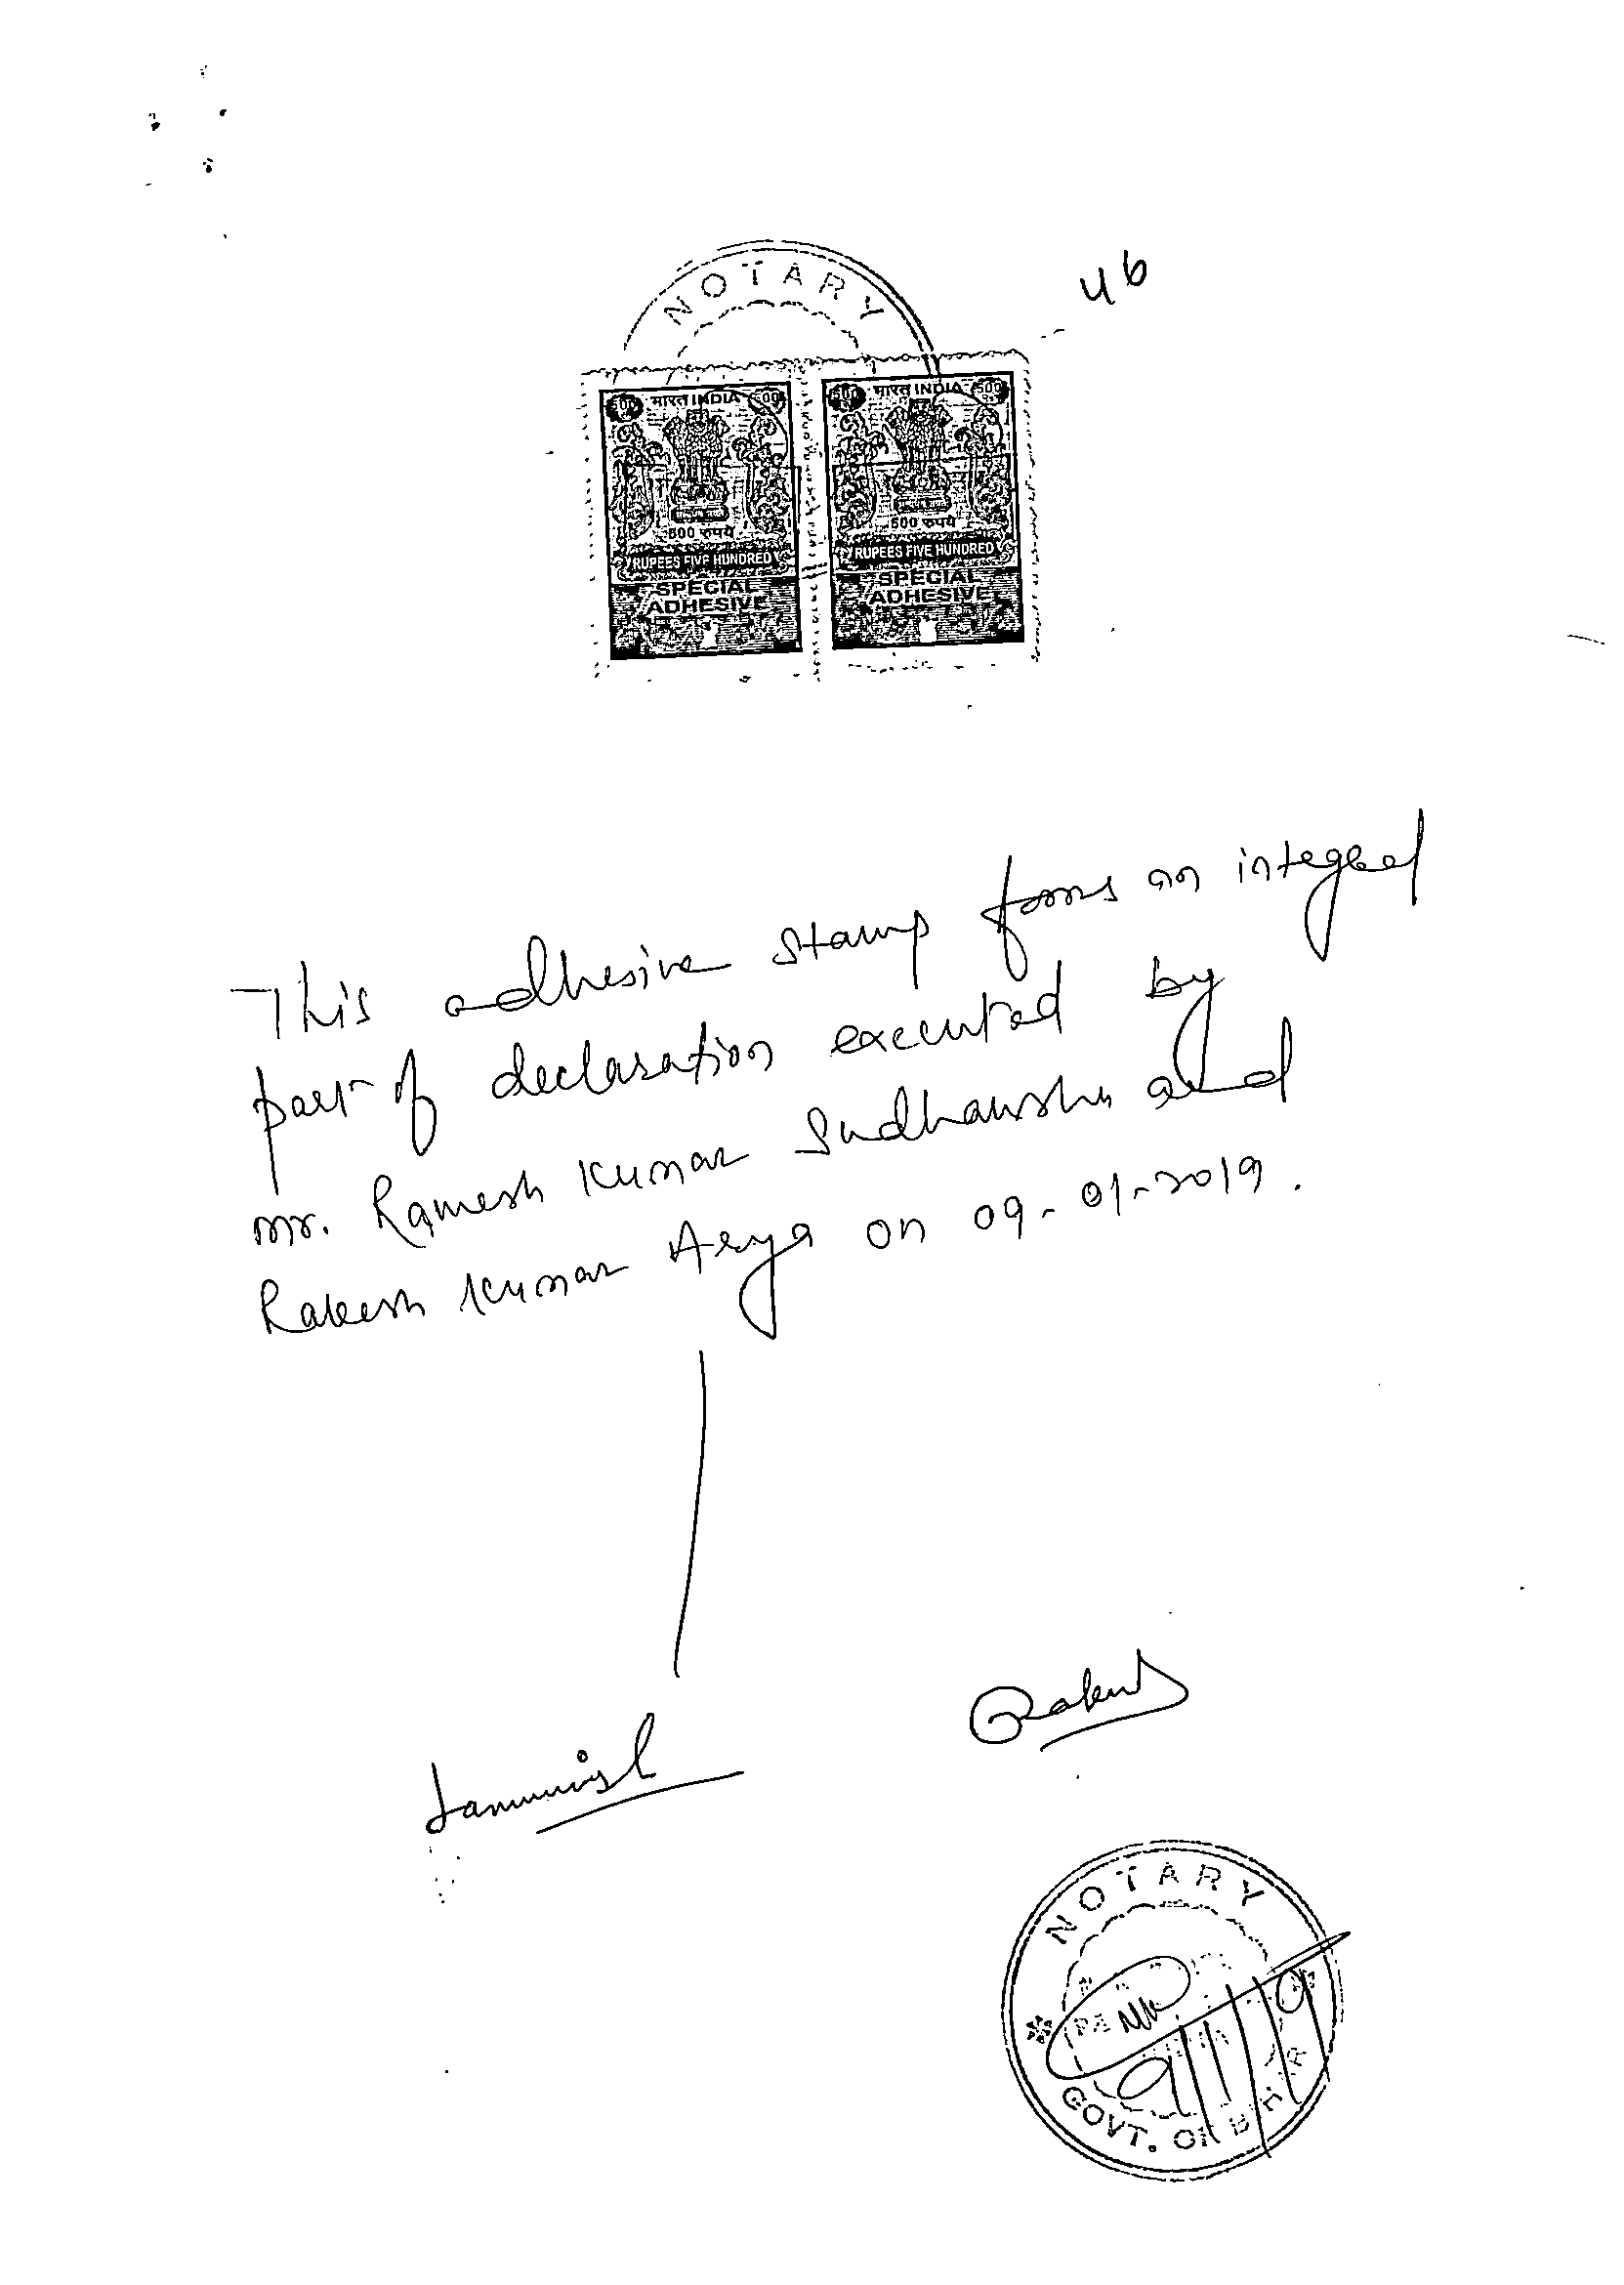 46
NOTARY
500 भारत INDIA 500
500 रुपये
RUPEES FIVE HUNDRED
SPECIAL
ADHESIVE
500 भारत INDIA 500
500 रुपये
RUPEES FIVE HUNDRED
SPECIAL
ADHESIVE
This adhesive stamp forms an integral
part of declaration executed by
mr. Ramesh Kumar Sudhanshu and
Rakesh Kumar Arya on 09-01-2019.
Rakesh
NOTARY
9/1/19
GOVT. OF BIHAR